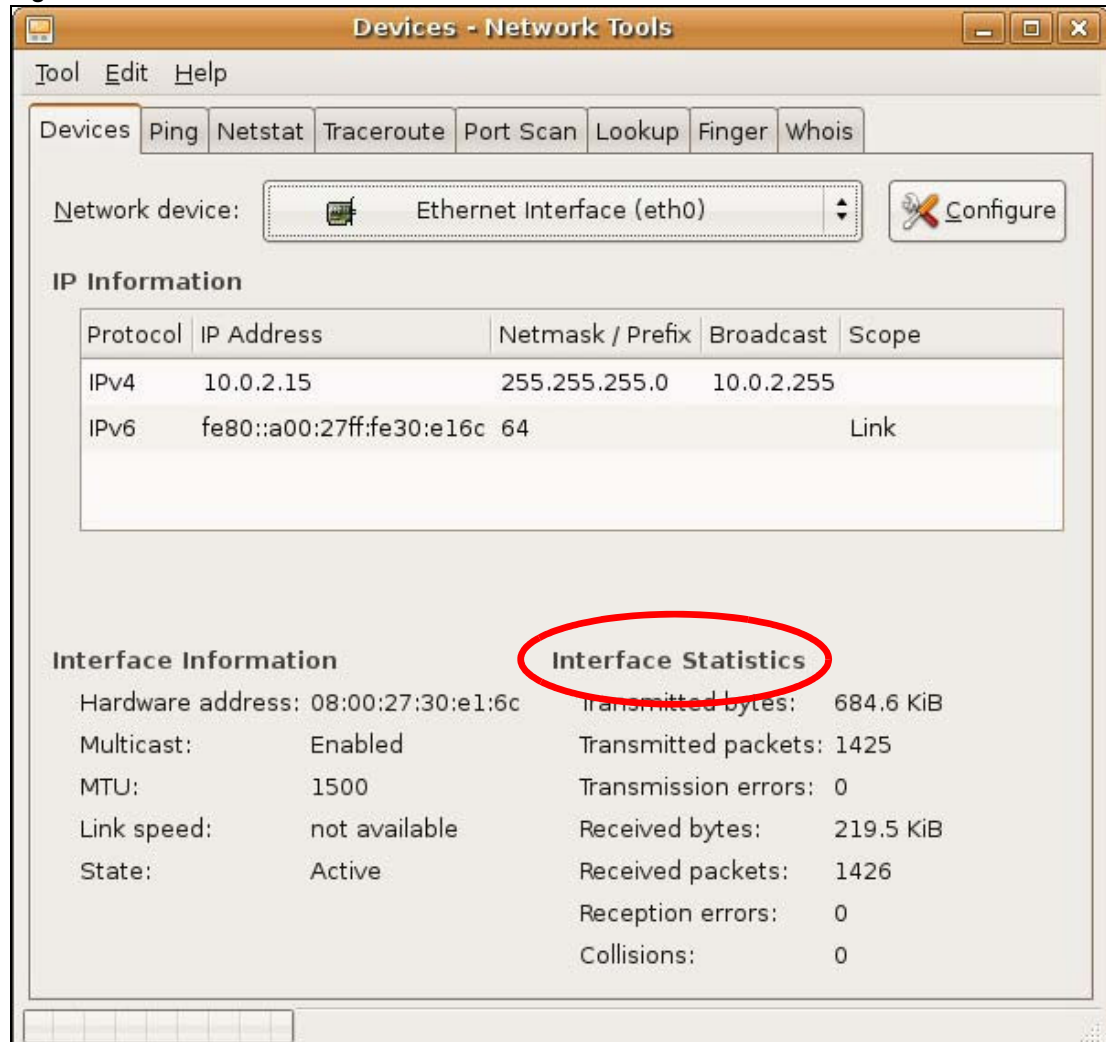 Devices - Network Tools
Tool Edit Help
Devices Ping Netstat Traceroute Port Scan Lookup Finger Whois
Network device: Ethernet Interface (eth0) Configure
IP Information
Protocol IP Address Netmask / Prefix Broadcast Scope
IPv4 10.0.2.15 255.255.255.0 10.0.2.255
IPv6 fe80::a00:27ff:fe30:e16c 64 Link
Interface Information
Hardware address: 08:00:27:30:e1:6c
Multicast: Enabled
MTU: 1500
Link speed: not available
State: Active
Interface Statistics
Transmitted bytes: 684.6 KiB
Transmitted packets: 1425
Transmission errors: 0
Received bytes: 219.5 KiB
Received packets: 1426
Reception errors: 0
Collisions: 0